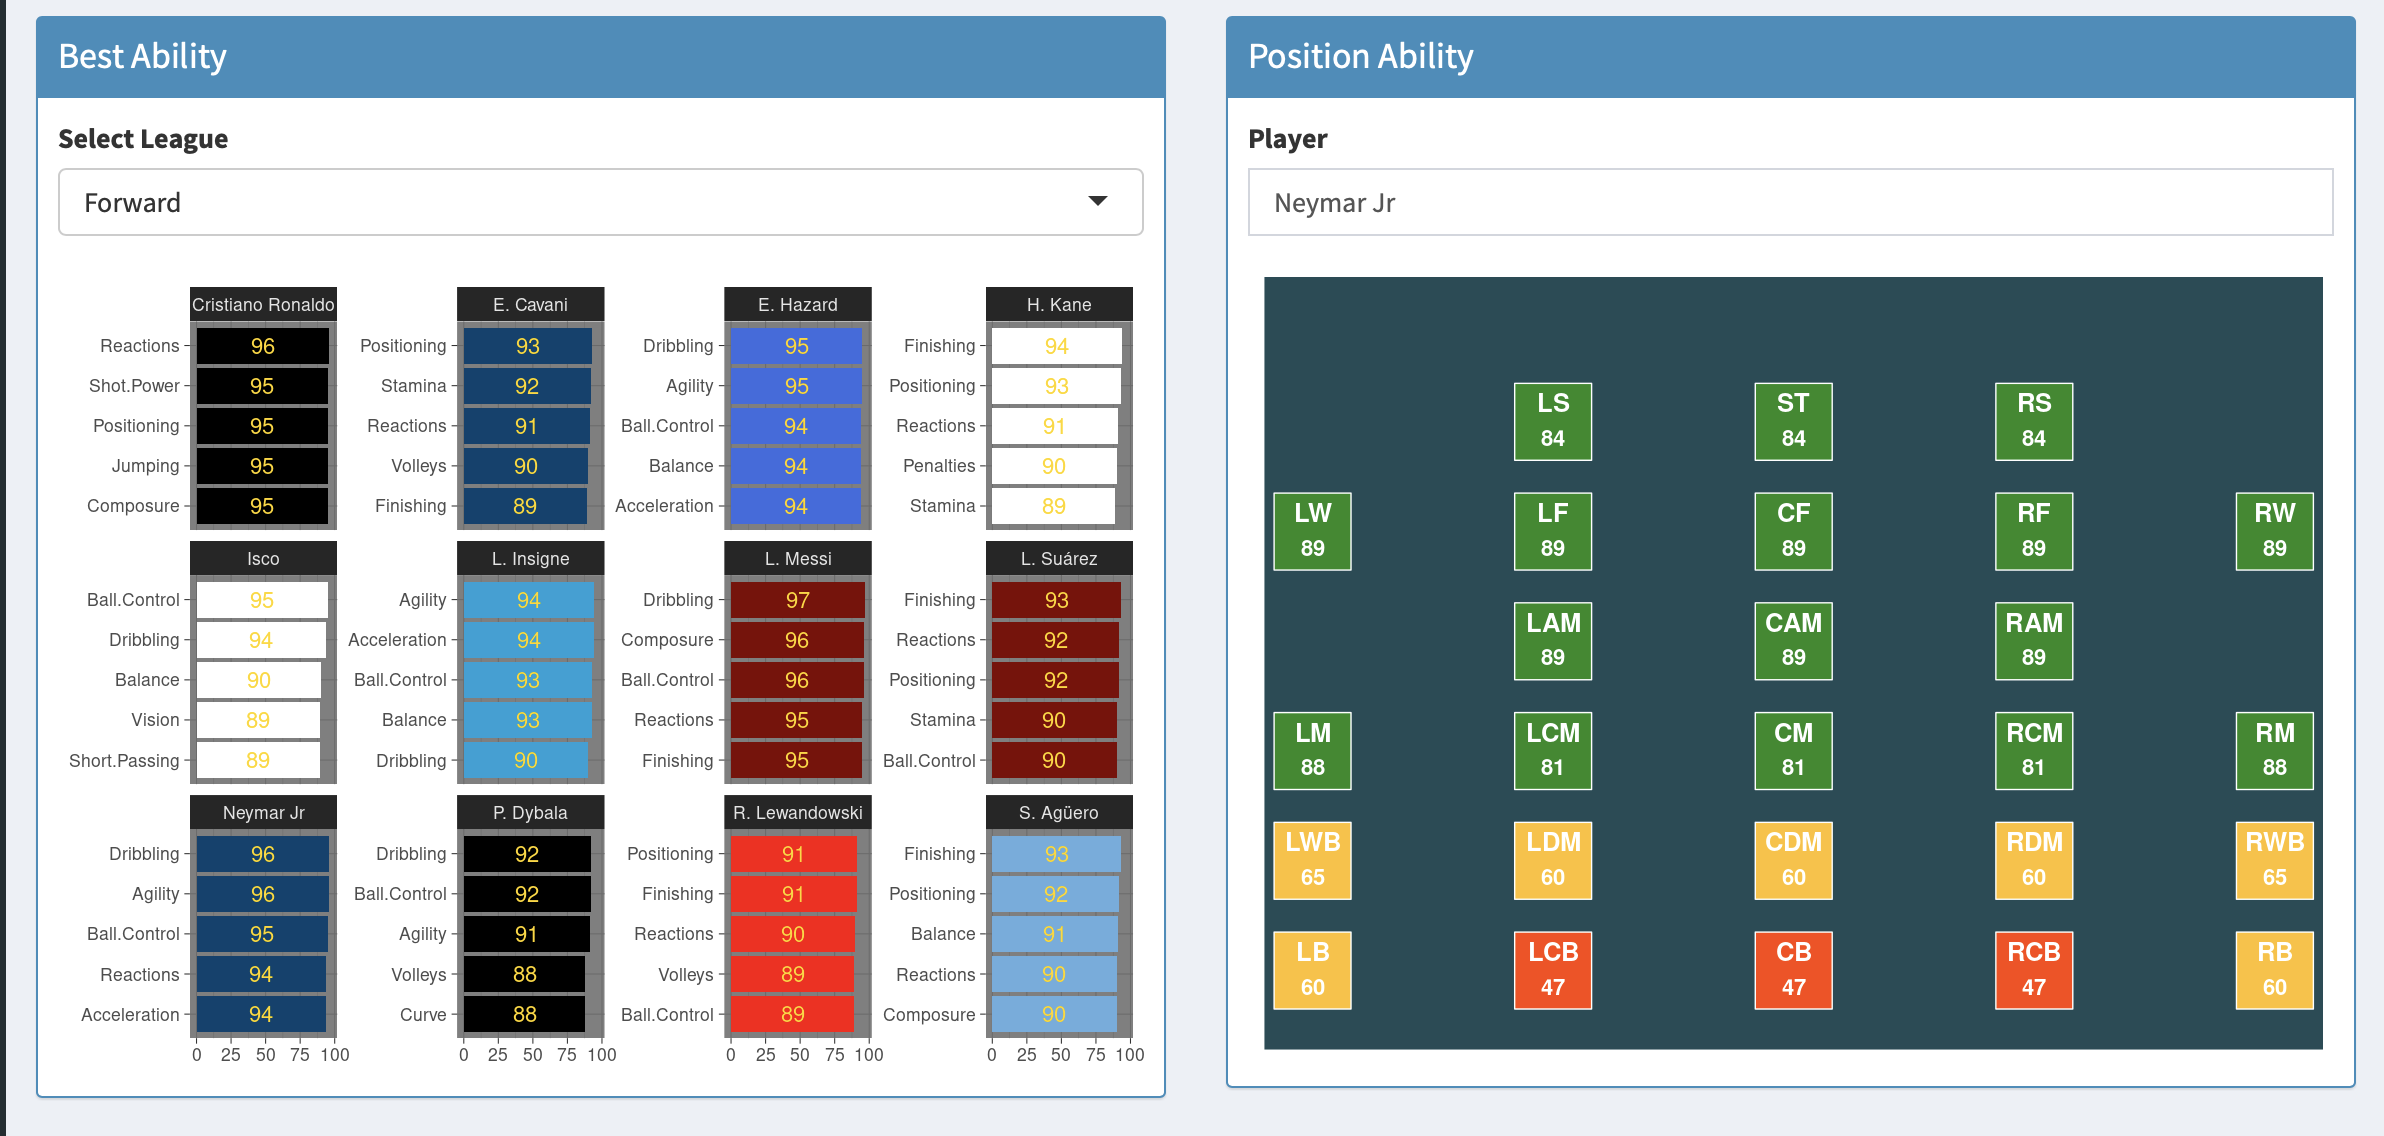 Best Ability
Select League
Forward
Cristiano Ronaldo
Reactions 96
Shot.Power 95
Positioning 95
Jumping 95
Composure 95
E. Cavani
Positioning 93
Stamina 92
Reactions 91
Volleys 90
Finishing 89
E. Hazard
Dribbling 95
Agility 95
Ball.Control 94
Balance 94
Acceleration 94
H. Kane
Finishing 94
Positioning 93
Reactions 91
Penalties 90
Stamina 89
Isco
Ball.Control 95
Dribbling 94
Balance 90
Vision 89
Short.Passing 89
L. Insigne
Agility 94
Acceleration 94
Ball.Control 93
Balance 93
Dribbling 90
L. Messi
Dribbling 97
Composure 96
Ball.Control 96
Reactions 95
Finishing 95
L. Suárez
Finishing 93
Reactions 92
Positioning 92
Stamina 90
Ball.Control 90
Neymar Jr
Dribbling 96
Agility 96
Ball.Control 95
Reactions 94
Acceleration 94
0 25 50 75 100
P. Dybala
Dribbling 92
Ball.Control 92
Agility 91
Volleys 88
Curve 88
0 25 50 75 100
R. Lewandowski
Positioning 91
Finishing 91
Reactions 90
Volleys 89
Ball.Control 89
0 25 50 75 100
S. Agüero
Finishing 93
Positioning 92
Balance 91
Reactions 90
Composure 90
0 25 50 75 100
Position Ability
Player
Neymar Jr
LS ST RS
84 84 84
LW LF CF RF RW
89 89 89 89 89
LAM CAM RAM
89 89 89
LM LCM CM RCM RM
88 81 81 81 88
LWB LDM CDM RDM RWB
65 60 60 60 65
LB LCB CB RCB RB
60 47 47 47 60